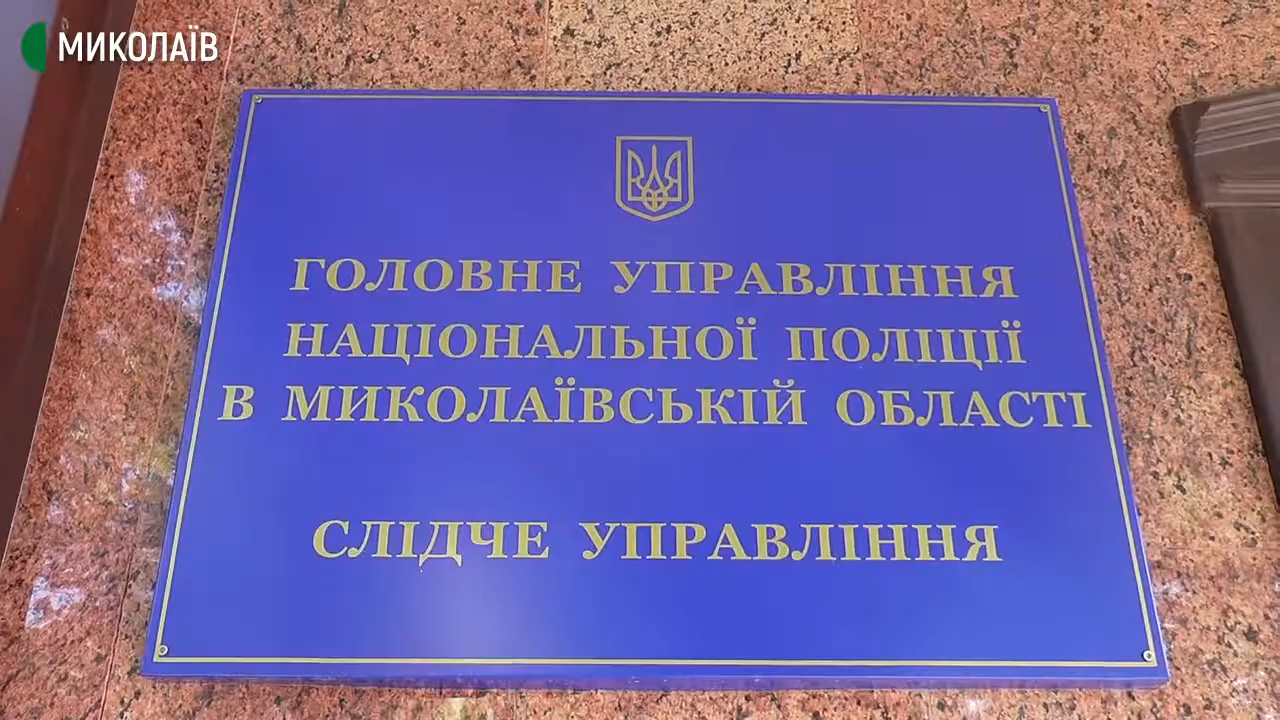 МИКОЛАЇВ
ГОЛОВНЕ УПРАВЛІННЯ
НАЦІОНАЛЬНОЇ ПОЛІЦІЇ
В МИКОЛАЇВСЬКІЙ ОБЛАСТІ
СЛІДЧЕ УПРАВЛІННЯ